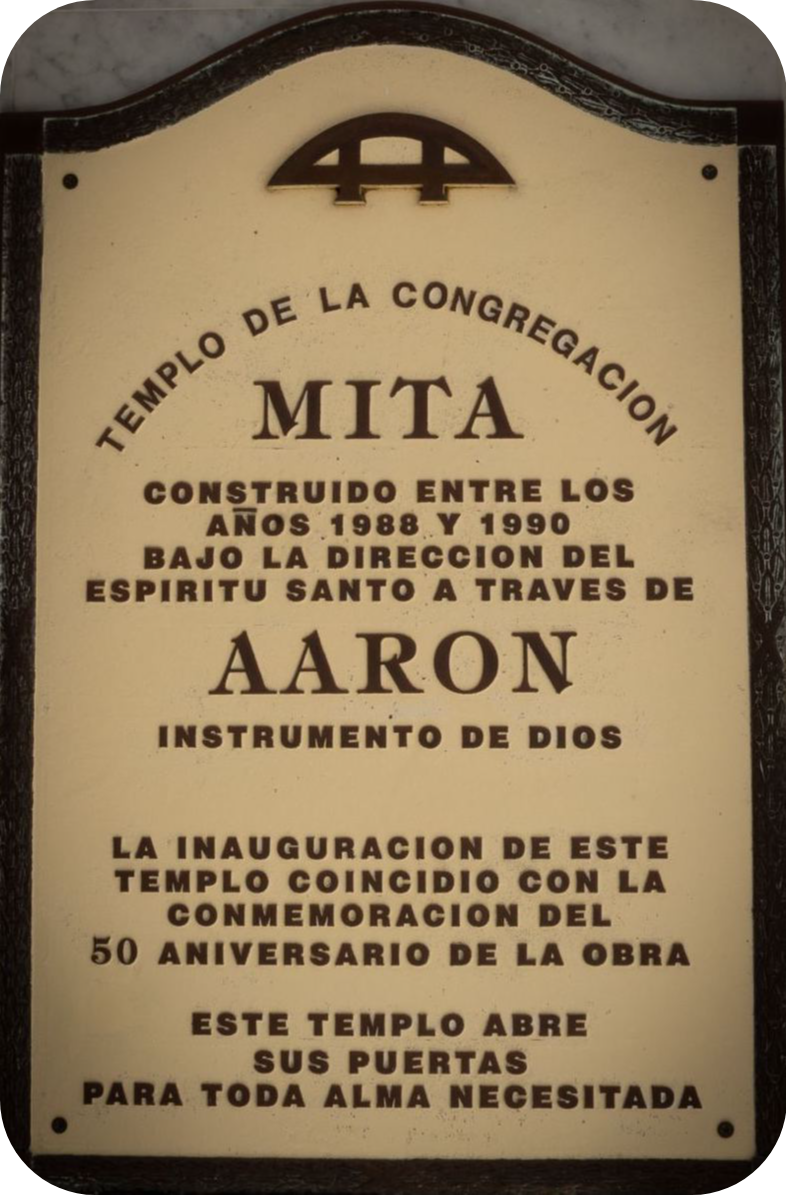 TEMPLO DE LA CONGREGACION
MITA
CONSTRUIDO ENTRE LOS
AÑOS 1988 Y 1990
BAJO LA DIRECCION DEL
ESPIRITU SANTO A TRAVES DE
AARON
INSTRUMENTO DE DIOS
LA INAUGURACION DE ESTE
TEMPLO COINCIDIO CON LA
CONMEMORACION DEL
50 ANIVERSARIO DE LA OBRA
ESTE TEMPLO ABRE
SUS PUERTAS
PARA TODA ALMA NECESITADA